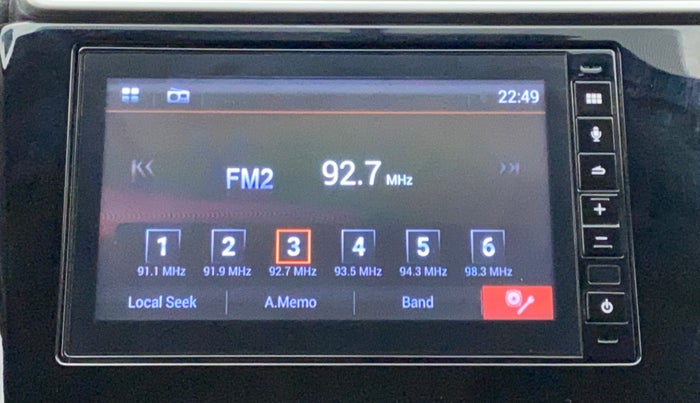 22:49
FM2 92.7 MHz
1 2 3 4 5 6
91.1 MHz 91.9 MHz 92.7 MHz 93.5 MHz 94.3 MHz 98.3 MHz
Local Seek A.Memo Band